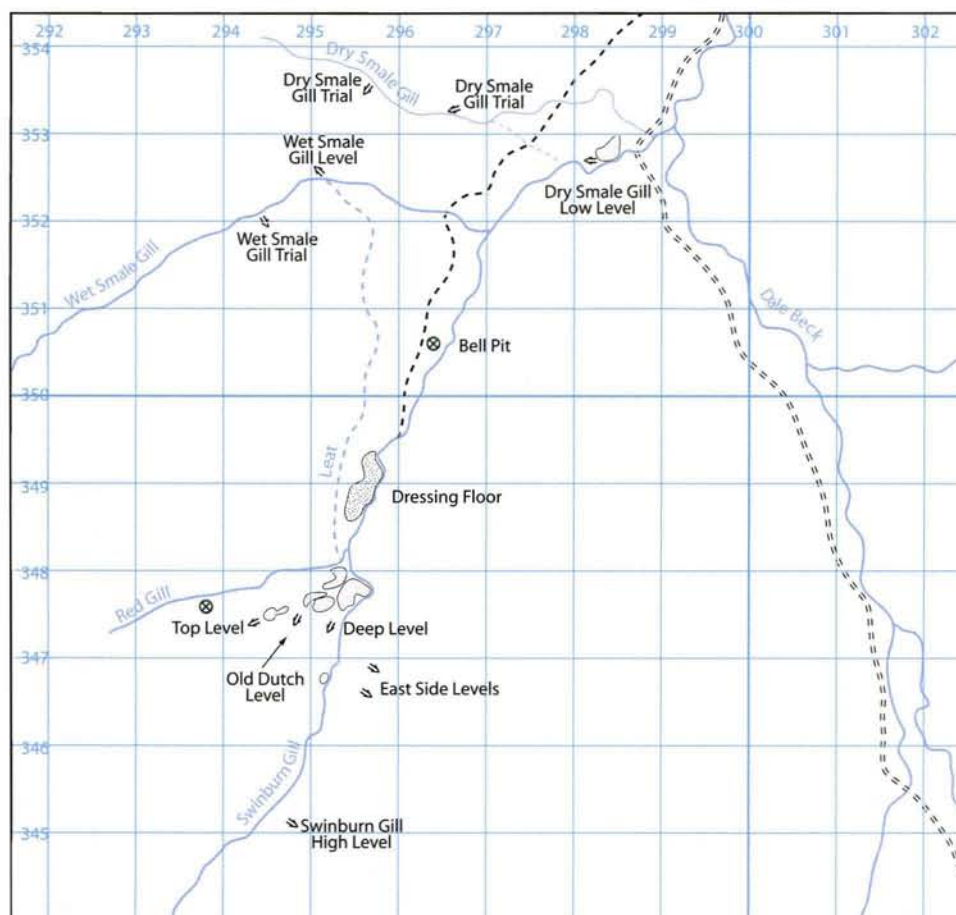 292 293 294 295 296 297 298 299 300 301 302
354
Dry Smale Gill
Dry Smale
Gill Trial
Dry Smale
Gill Trial
353
Wet Smale
Gill Level
Dry Smale Gill
Low Level
352
Wet Smale
Gill Trial
Wet Smale Gill
351
Dale Beck
Bell Pit
350
Leat
349
Dressing Floor
348
Red Gill
Top Level
Deep Level
347
Old Dutch
Level
East Side Levels
346
Swinburn Gill
345
Swinburn Gill
High Level